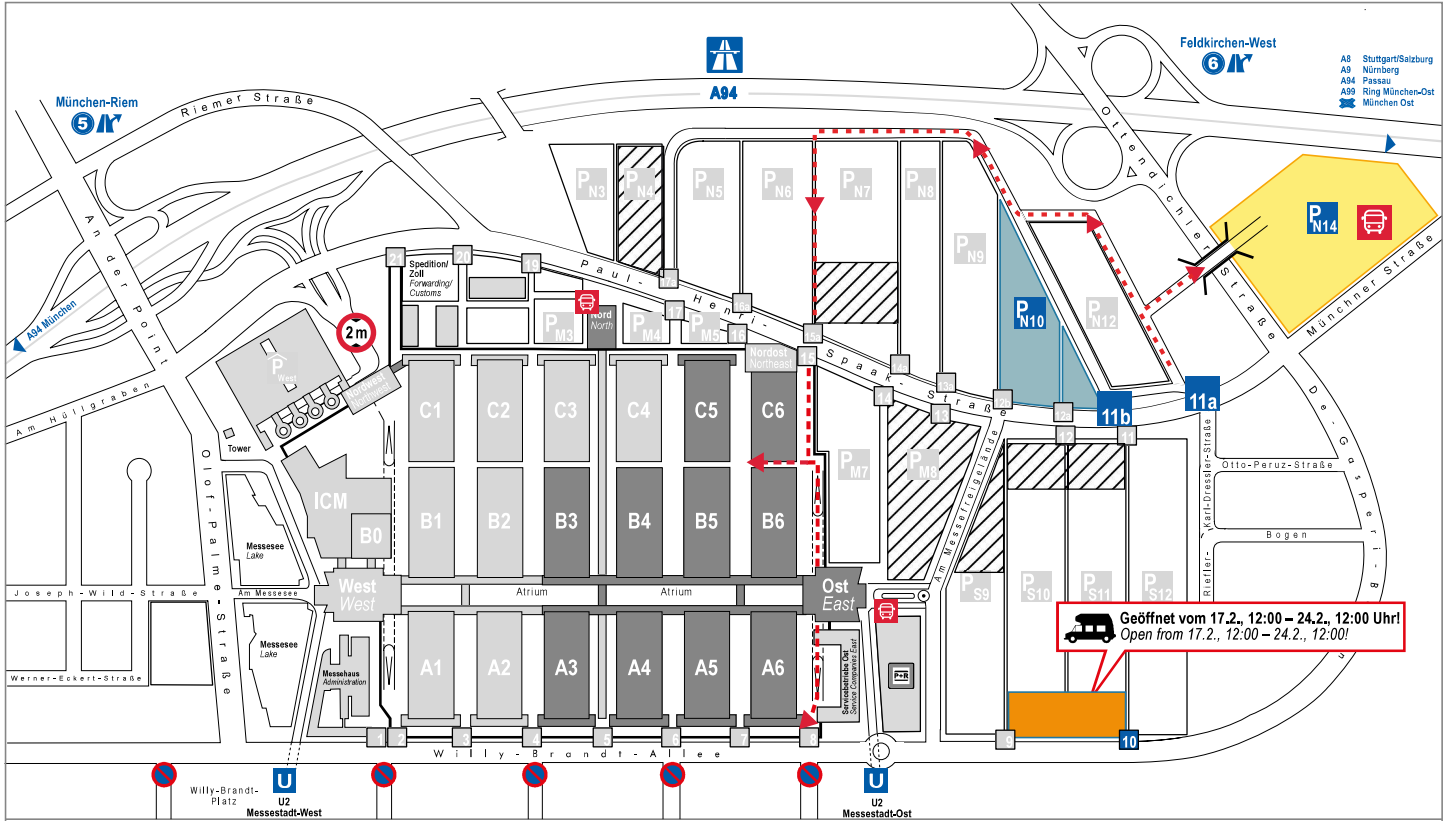 A94
Feldkirchen-West
6
A8 Stuttgart/Salzburg
A9 Nürnberg
A94 Passau
A99 Ring München-Ost
München Ost
München-Riem
5
Riemer Straße
Ottendichler Straße
An der Point
A94 München
P N3
P N4
P N5
P N6
P N7
P N8
P N9
P N10
P N12
P N14
Münchner Straße
21
20
19
Spedition/
Zoll
Forwarding/
Customs
Paul-Henri-Spaak-Straße
17a
17
16a
16
15a
15
14a
14
13a
13
12b
12a
12
11b
11a
11
2 m
P West
Nordwest
Northwest
P M3
Nord
North
P M4
P M5
Nordost
Northeast
Am Hüllgraben
Tower
C1
C2
C3
C4
C5
C6
P M7
P M8
Am Messefreigelände
Otto-Peruz-Straße
Karl-Dressler-Straße
De-Gasperi-B
Olof-Palme-Straße
ICM
B0
B1
B2
B3
B4
B5
B6
Bogen
Riefler-
Messesee
Lake
West
West
Atrium
Atrium
Ost
East
Joseph-Wild-Straße
Am Messesee
P S9
P S10
P S11
P S12
Geöffnet vom 17.2., 12:00 – 24.2., 12:00 Uhr!
Open from 17.2., 12:00 – 24.2., 12:00!
Messesee
Lake
Werner-Eckert-Straße
Messehaus
Administration
A1
A2
A3
A4
A5
A6
Servicebetriebe Ost
Service Companies East
P+R
1
2
3
4
5
6
7
8
9
10
Willy-Brandt-Allee
Willy-Brandt-
Platz
U
U2
Messestadt-West
U
U2
Messestadt-Ost